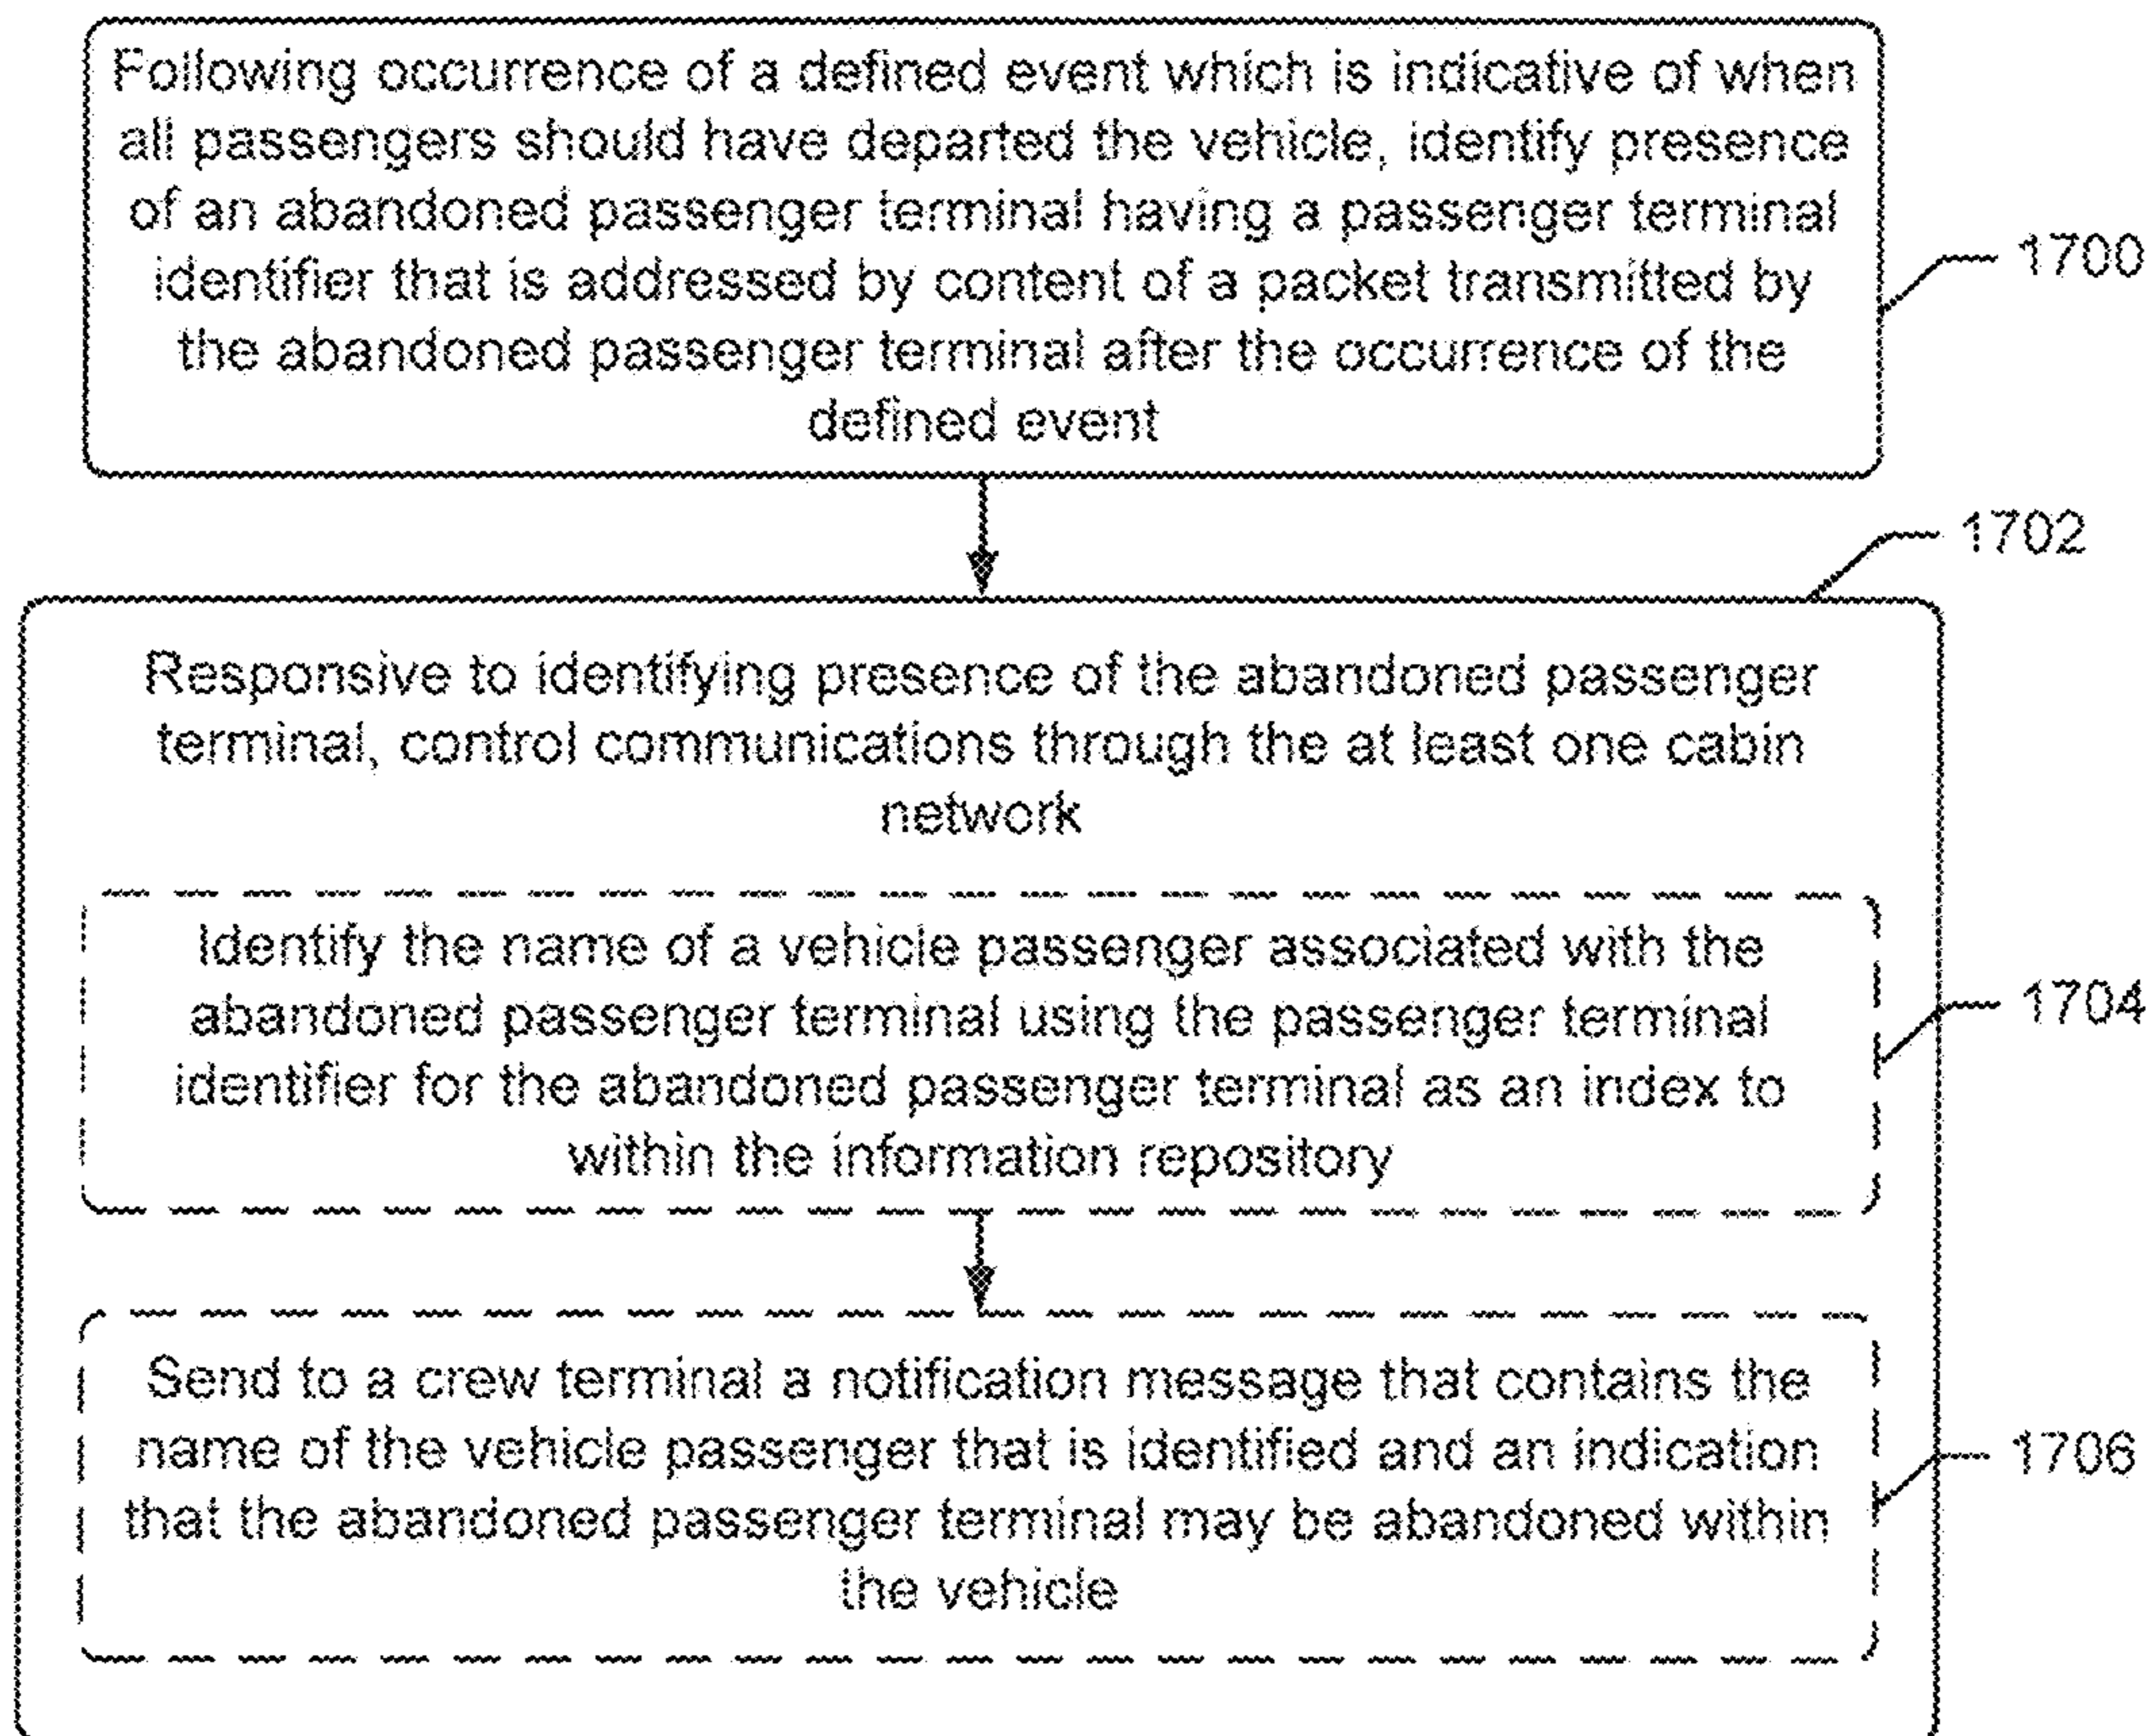 Following occurrence of a defined event which is indicative of when
all passengers should have departed the vehicle, identify presence
of an abandoned passenger terminal having a passenger terminal
identifier that is addressed by content of a packet transmitted by
the abandoned passenger terminal after the occurrence of the
defined event
1700
1702
Responsive to identifying presence of the abandoned passenger
terminal, control communications through the at least one cabin
network
Identify the name of a vehicle passenger associated with the
abandoned passenger terminal using the passenger terminal
identifier for the abandoned passenger terminal as an index to
within the information repository
1704
Send to a crew terminal a notification message that contains the
name of the vehicle passenger that is identified and an indication
that the abandoned passenger terminal may be abandoned within
the vehicle
1706